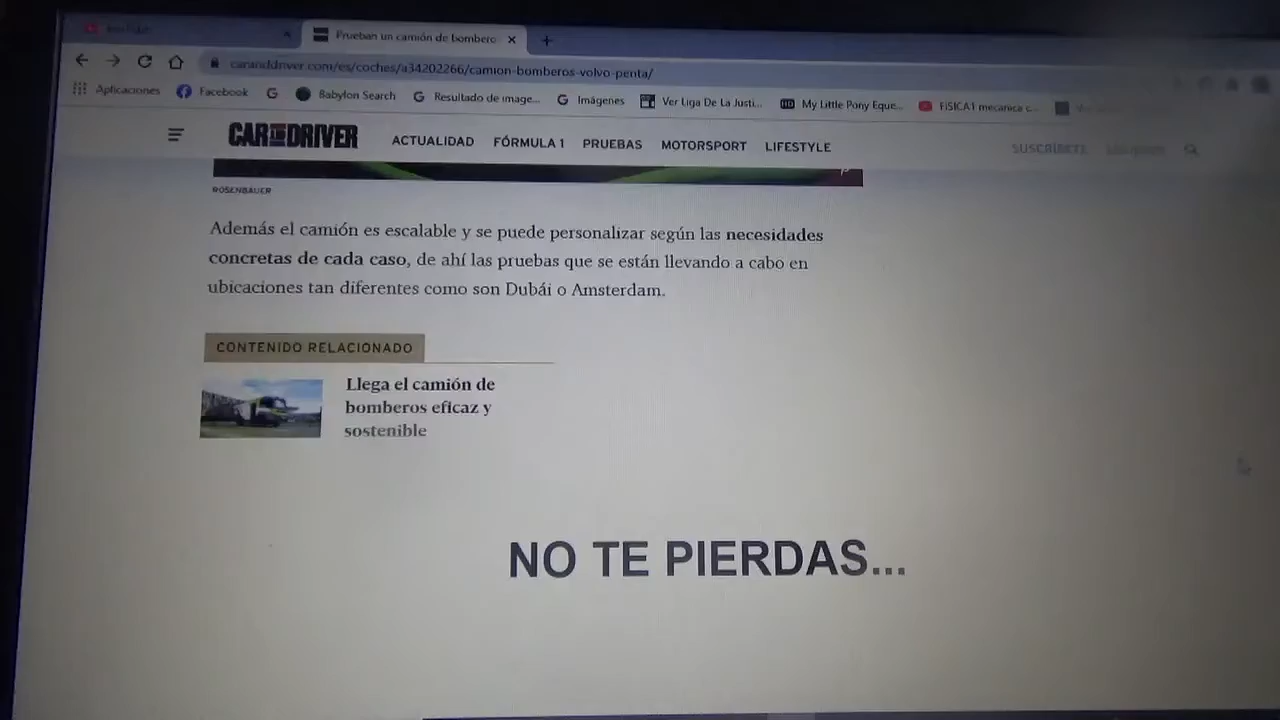 YouTube
Prueban un camión de bombero
caranddriver.com/es/coches/a34202266/camion-bomberos-volvo-penta/
Aplicaciones Facebook Babylon Search Resultado de image... Imágenes Ver Liga De La Justi... My Little Pony Eque... FISICA1 mecanica c...
CAR AND DRIVER ACTUALIDAD FÓRMULA 1 PRUEBAS MOTORSPORT LIFESTYLE SUSCRÍBETE
ROSENBAUER
Además el camión es escalable y se puede personalizar según las necesidades
concretas de cada caso, de ahí las pruebas que se están llevando a cabo en
ubicaciones tan diferentes como son Dubái o Amsterdam.
CONTENIDO RELACIONADO
Llega el camión de
bomberos eficaz y
sostenible
NO TE PIERDAS...